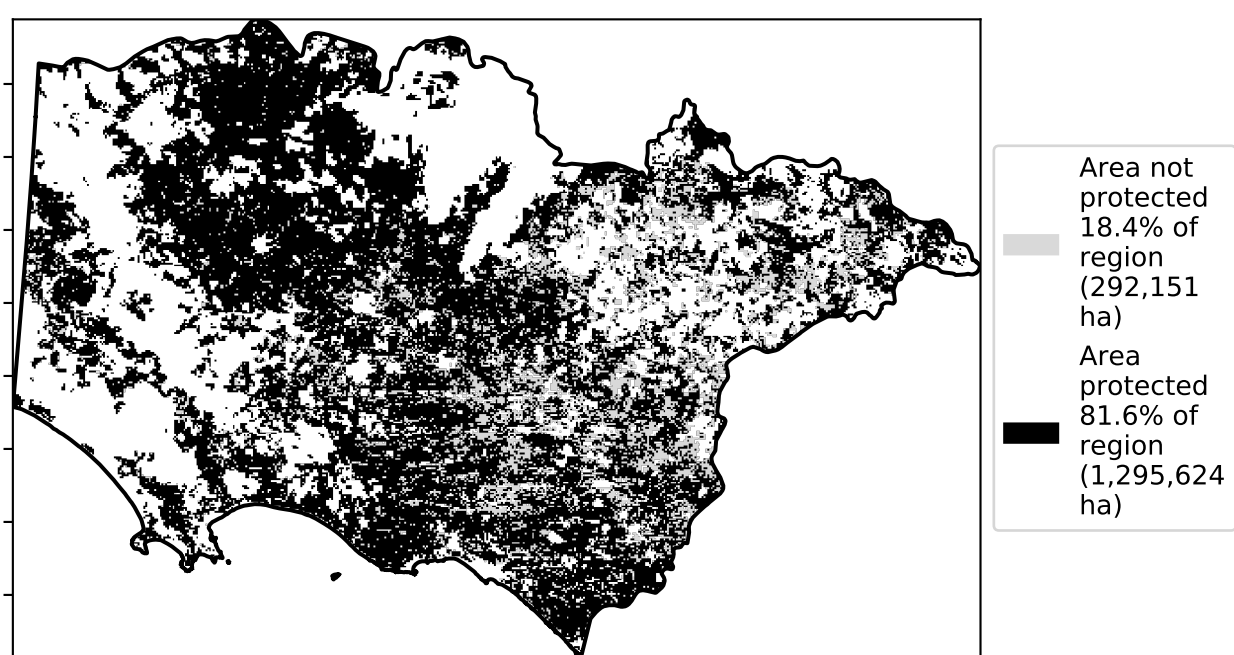 Area not
protected
18.4% of
region
(292,151
ha)
Area
protected
81.6% of
region
(1,295,624
ha)